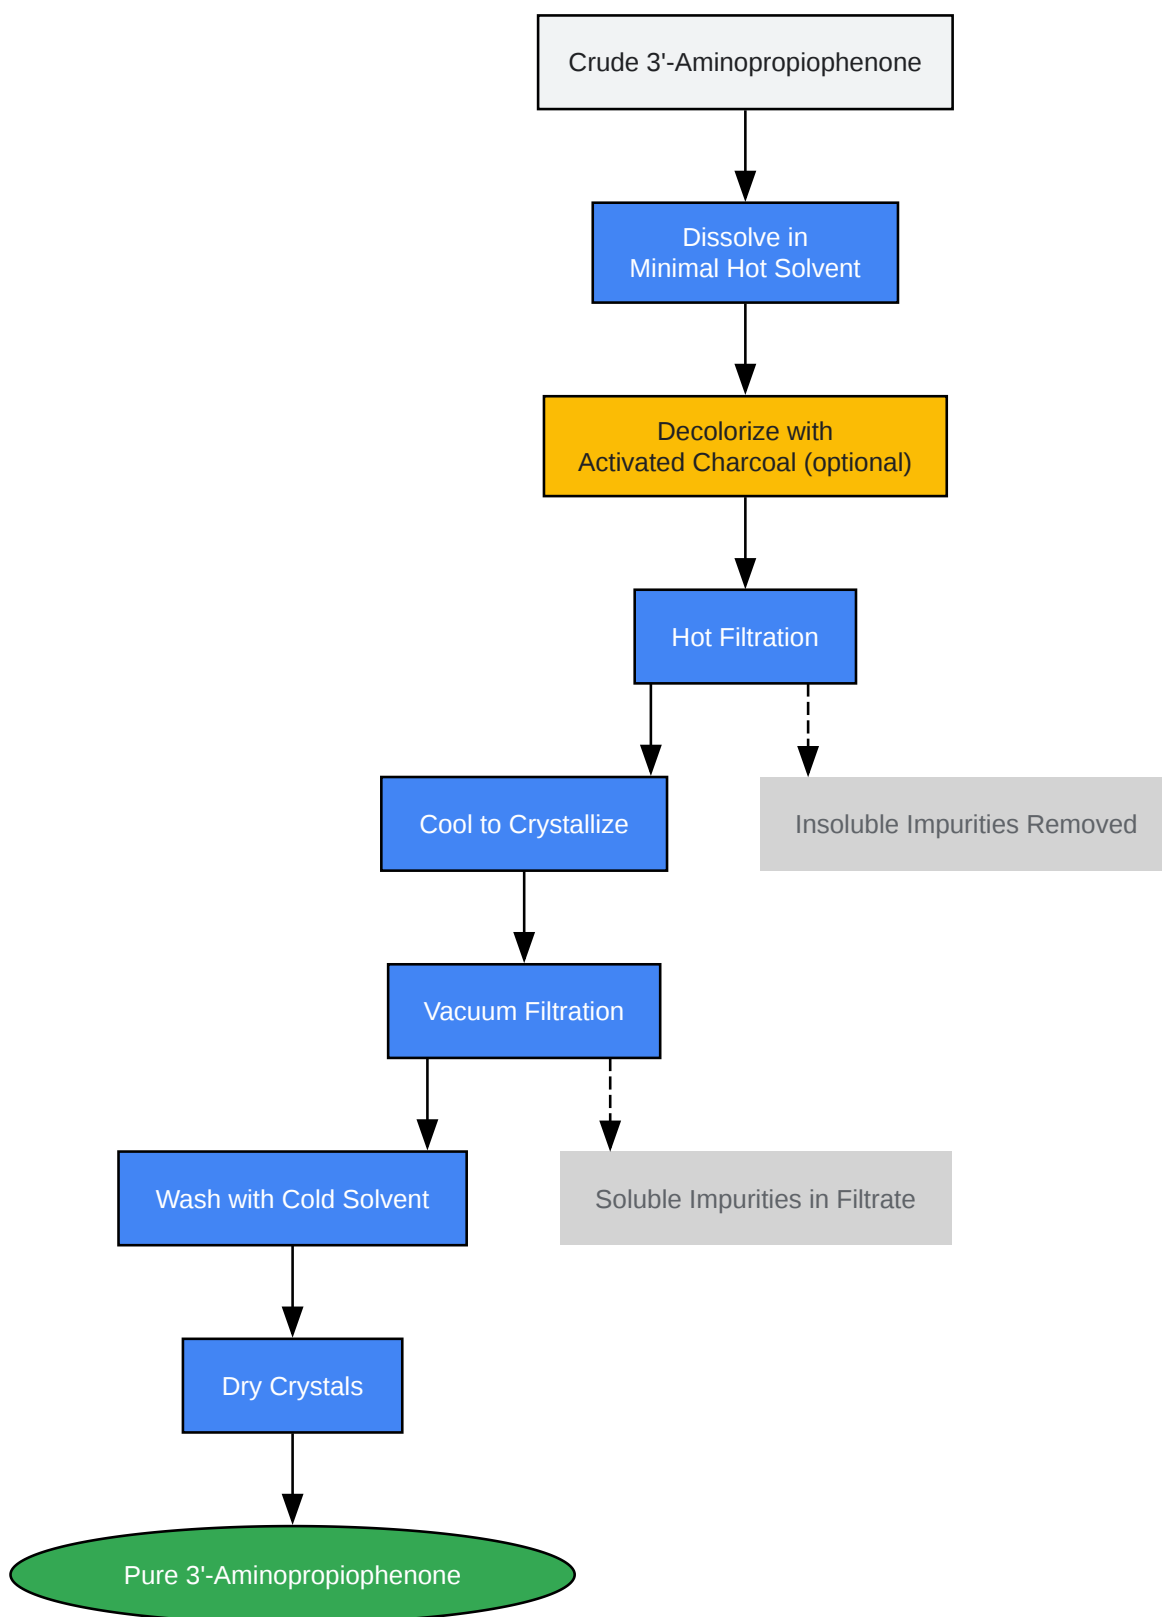 Crude 3'-Aminopropiophenone
Dissolve in
Minimal Hot Solvent
Decolorize with
Activated Charcoal (optional)
Hot Filtration
Cool to Crystallize
Insoluble Impurities Removed
Vacuum Filtration
Wash with Cold Solvent
Soluble Impurities in Filtrate
Dry Crystals
Pure 3'-Aminopropiophenone